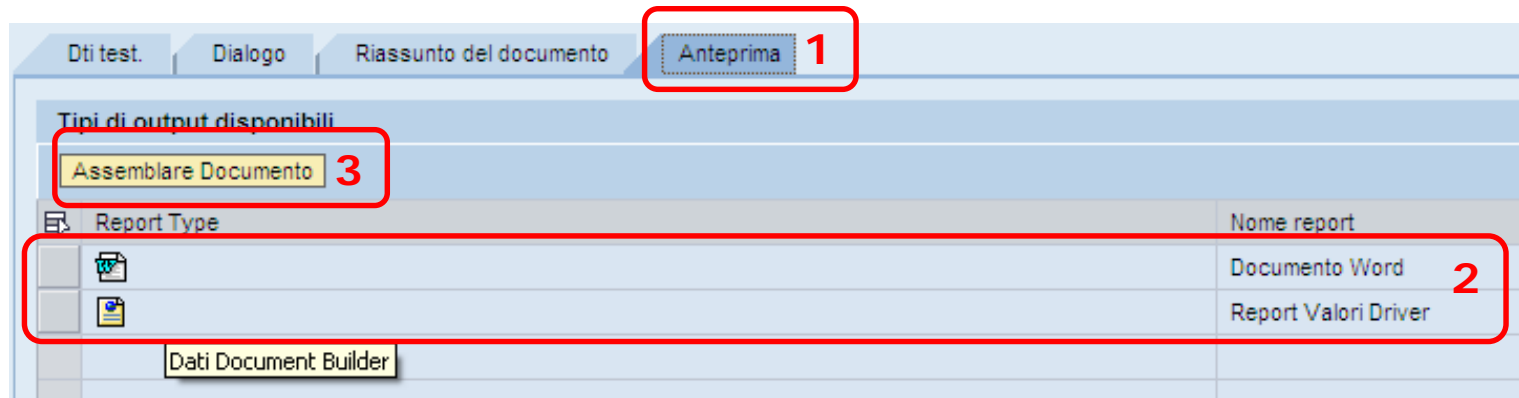 Dti test. Dialogo Riassunto del documento Anteprima 1
Tipi di output disponibili
Assemblare Documento 3
Report Type Nome report
Documento Word 2
Report Valori Driver
Dati Document Builder